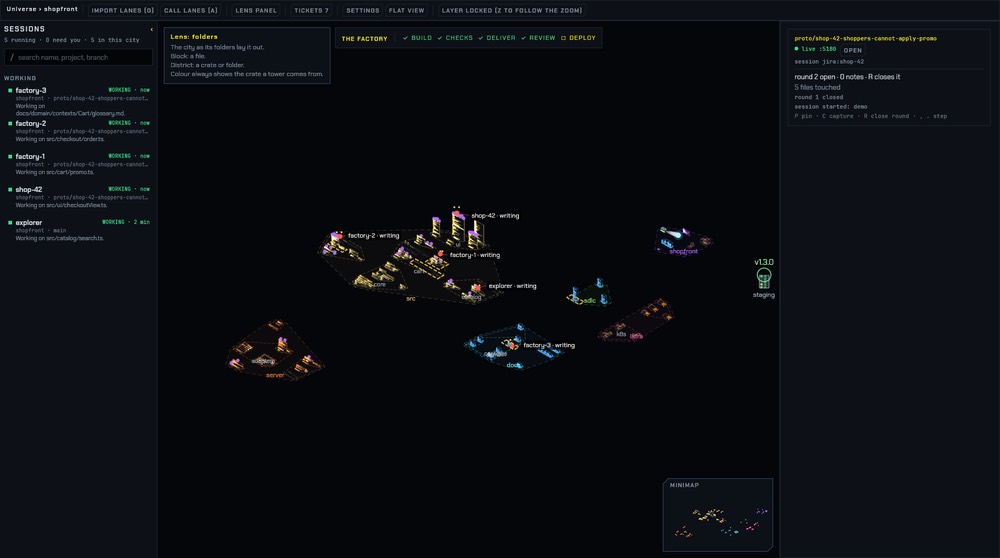 Universe › shopfront
IMPORT LANES [O]
CALL LANES [A]
LENS PANEL
TICKETS 7
SETTINGS
FLAT VIEW
LAYER LOCKED (Z TO FOLLOW THE ZOOM)
SESSIONS
‹
5 running · 0 need you · 5 in this city
/ search name, project, branch
WORKING
factory-3 WORKING · now
shopfront · proto/shop-42-shoppers-cannot…
Working on
docs/domain/contexts/Cart/glossary.md.
factory-2 WORKING · now
shopfront · proto/shop-42-shoppers-cannot…
Working on src/checkout/order.ts.
factory-1 WORKING · now
shopfront · proto/shop-42-shoppers-cannot…
Working on src/cart/promo.ts.
shop-42 WORKING · now
shopfront · proto/shop-42-shoppers-cannot…
Working on src/ui/checkoutView.ts.
explorer WORKING · 2 min
shopfront · main
Working on src/catalog/search.ts.
Lens: folders
The city as its folders lay it out.
Block: a file.
District: a crate or folder.
Colour always shows the crate a tower comes from.
THE FACTORY
✓ BUILD ✓ CHECKS ✓ DELIVER ✓ REVIEW □ DEPLOY
proto/shop-42-shoppers-cannot-apply-promo
● live :5180 OPEN
session jira:shop-42
round 2 open · 0 notes · R closes it
5 files touched
round 1 closed
session started: demo
P pin · C capture · R close round · , . step
shop-42 · writing
factory-2 · writing
ui
factory-1 · writing
cart
core
explorer · writing
catalog
src
shopfront
v1.3.0
staging
sdlc
k8s
factory-3 · writing
docs
server
MINIMAP